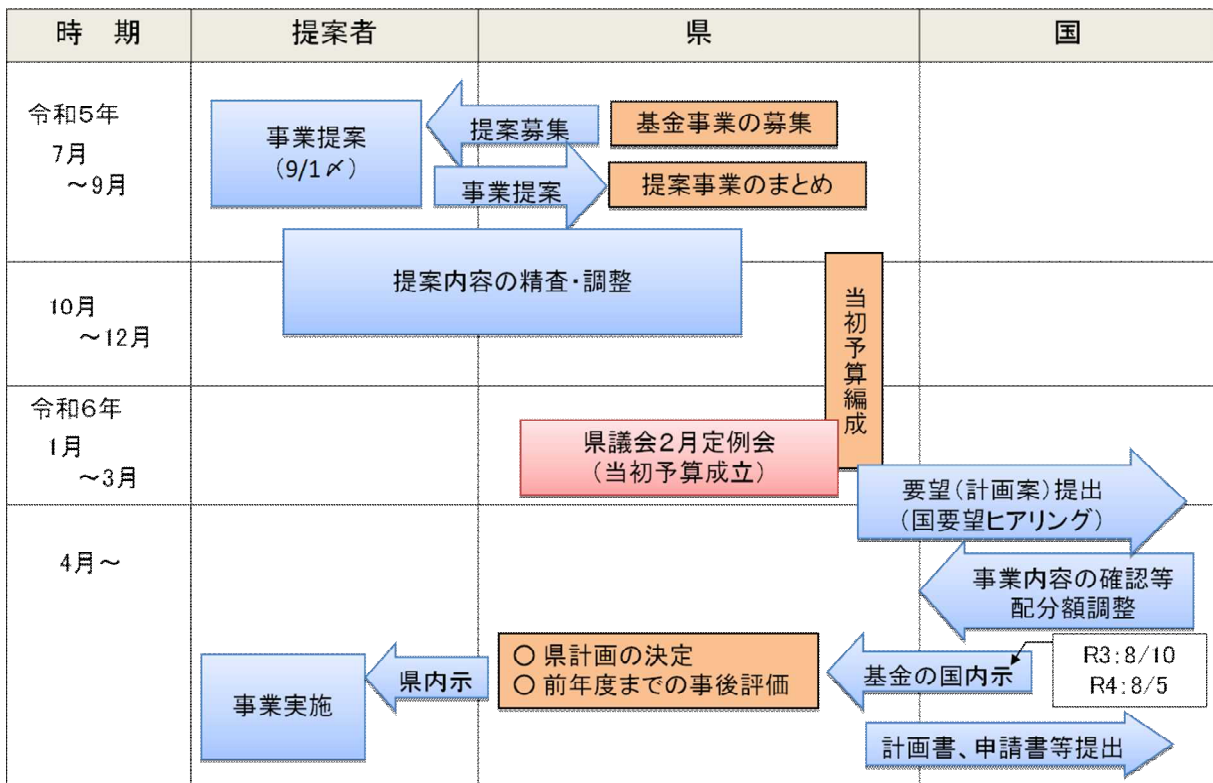 時　期
提案者
県
国
令和5年
7月
～9月
事業提案
(9/1〆)
提案募集
基金事業の募集
事業提案
提案事業のまとめ
提案内容の精査・調整
10月
～12月
当初予算編成
令和6年
1月
～3月
県議会2月定例会
(当初予算成立)
要望(計画案)提出
(国要望ヒアリング)
4月～
事業内容の確認等
配分額調整
事業実施
県内示
○ 県計画の決定
○ 前年度までの事後評価
基金の国内示
R3:8/10
R4:8/5
計画書、申請書等提出